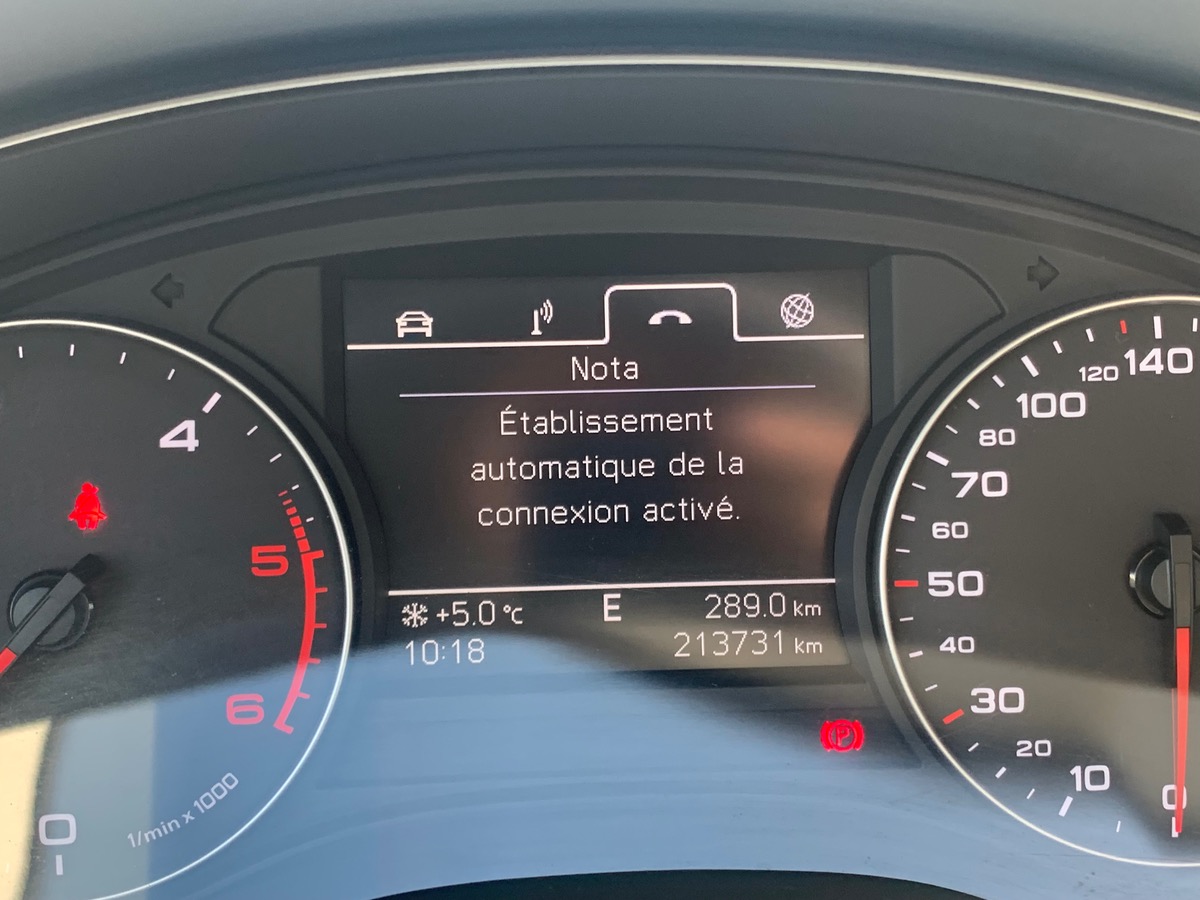 Nota
Établissement
automatique de la
connexion activé.
+5.0 °C E 289.0 km
10:18 213731 km
4
5
6
0
1/min x 1000
140
120
100
80
70
60
50
40
30
20
10
0
P